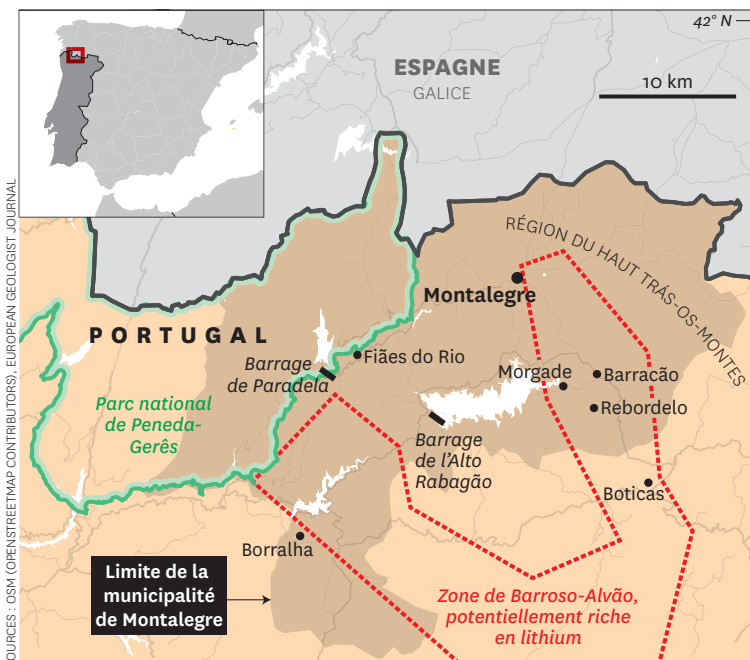 42° N
ESPAGNE
GALICE
10 km
RÉGION DU HAUT TRÁS-OS-MONTES
Montalegre
PORTUGAL
Fiães do Rio
Barrage
de Paradela
Morgade
Barracão
Rebordelo
Parc national
de Peneda-
Gerês
Barrage
de l'Alto
Rabagão
Boticas
Borralha
Limite de la
municipalité
de Montalegre
Zone de Barroso-Alvão,
potentiellement riche
en lithium
OURCES : OSM (OPENSTREETMAP CONTRIBUTORS), EUROPEAN GEOLOGIST JOURNAL